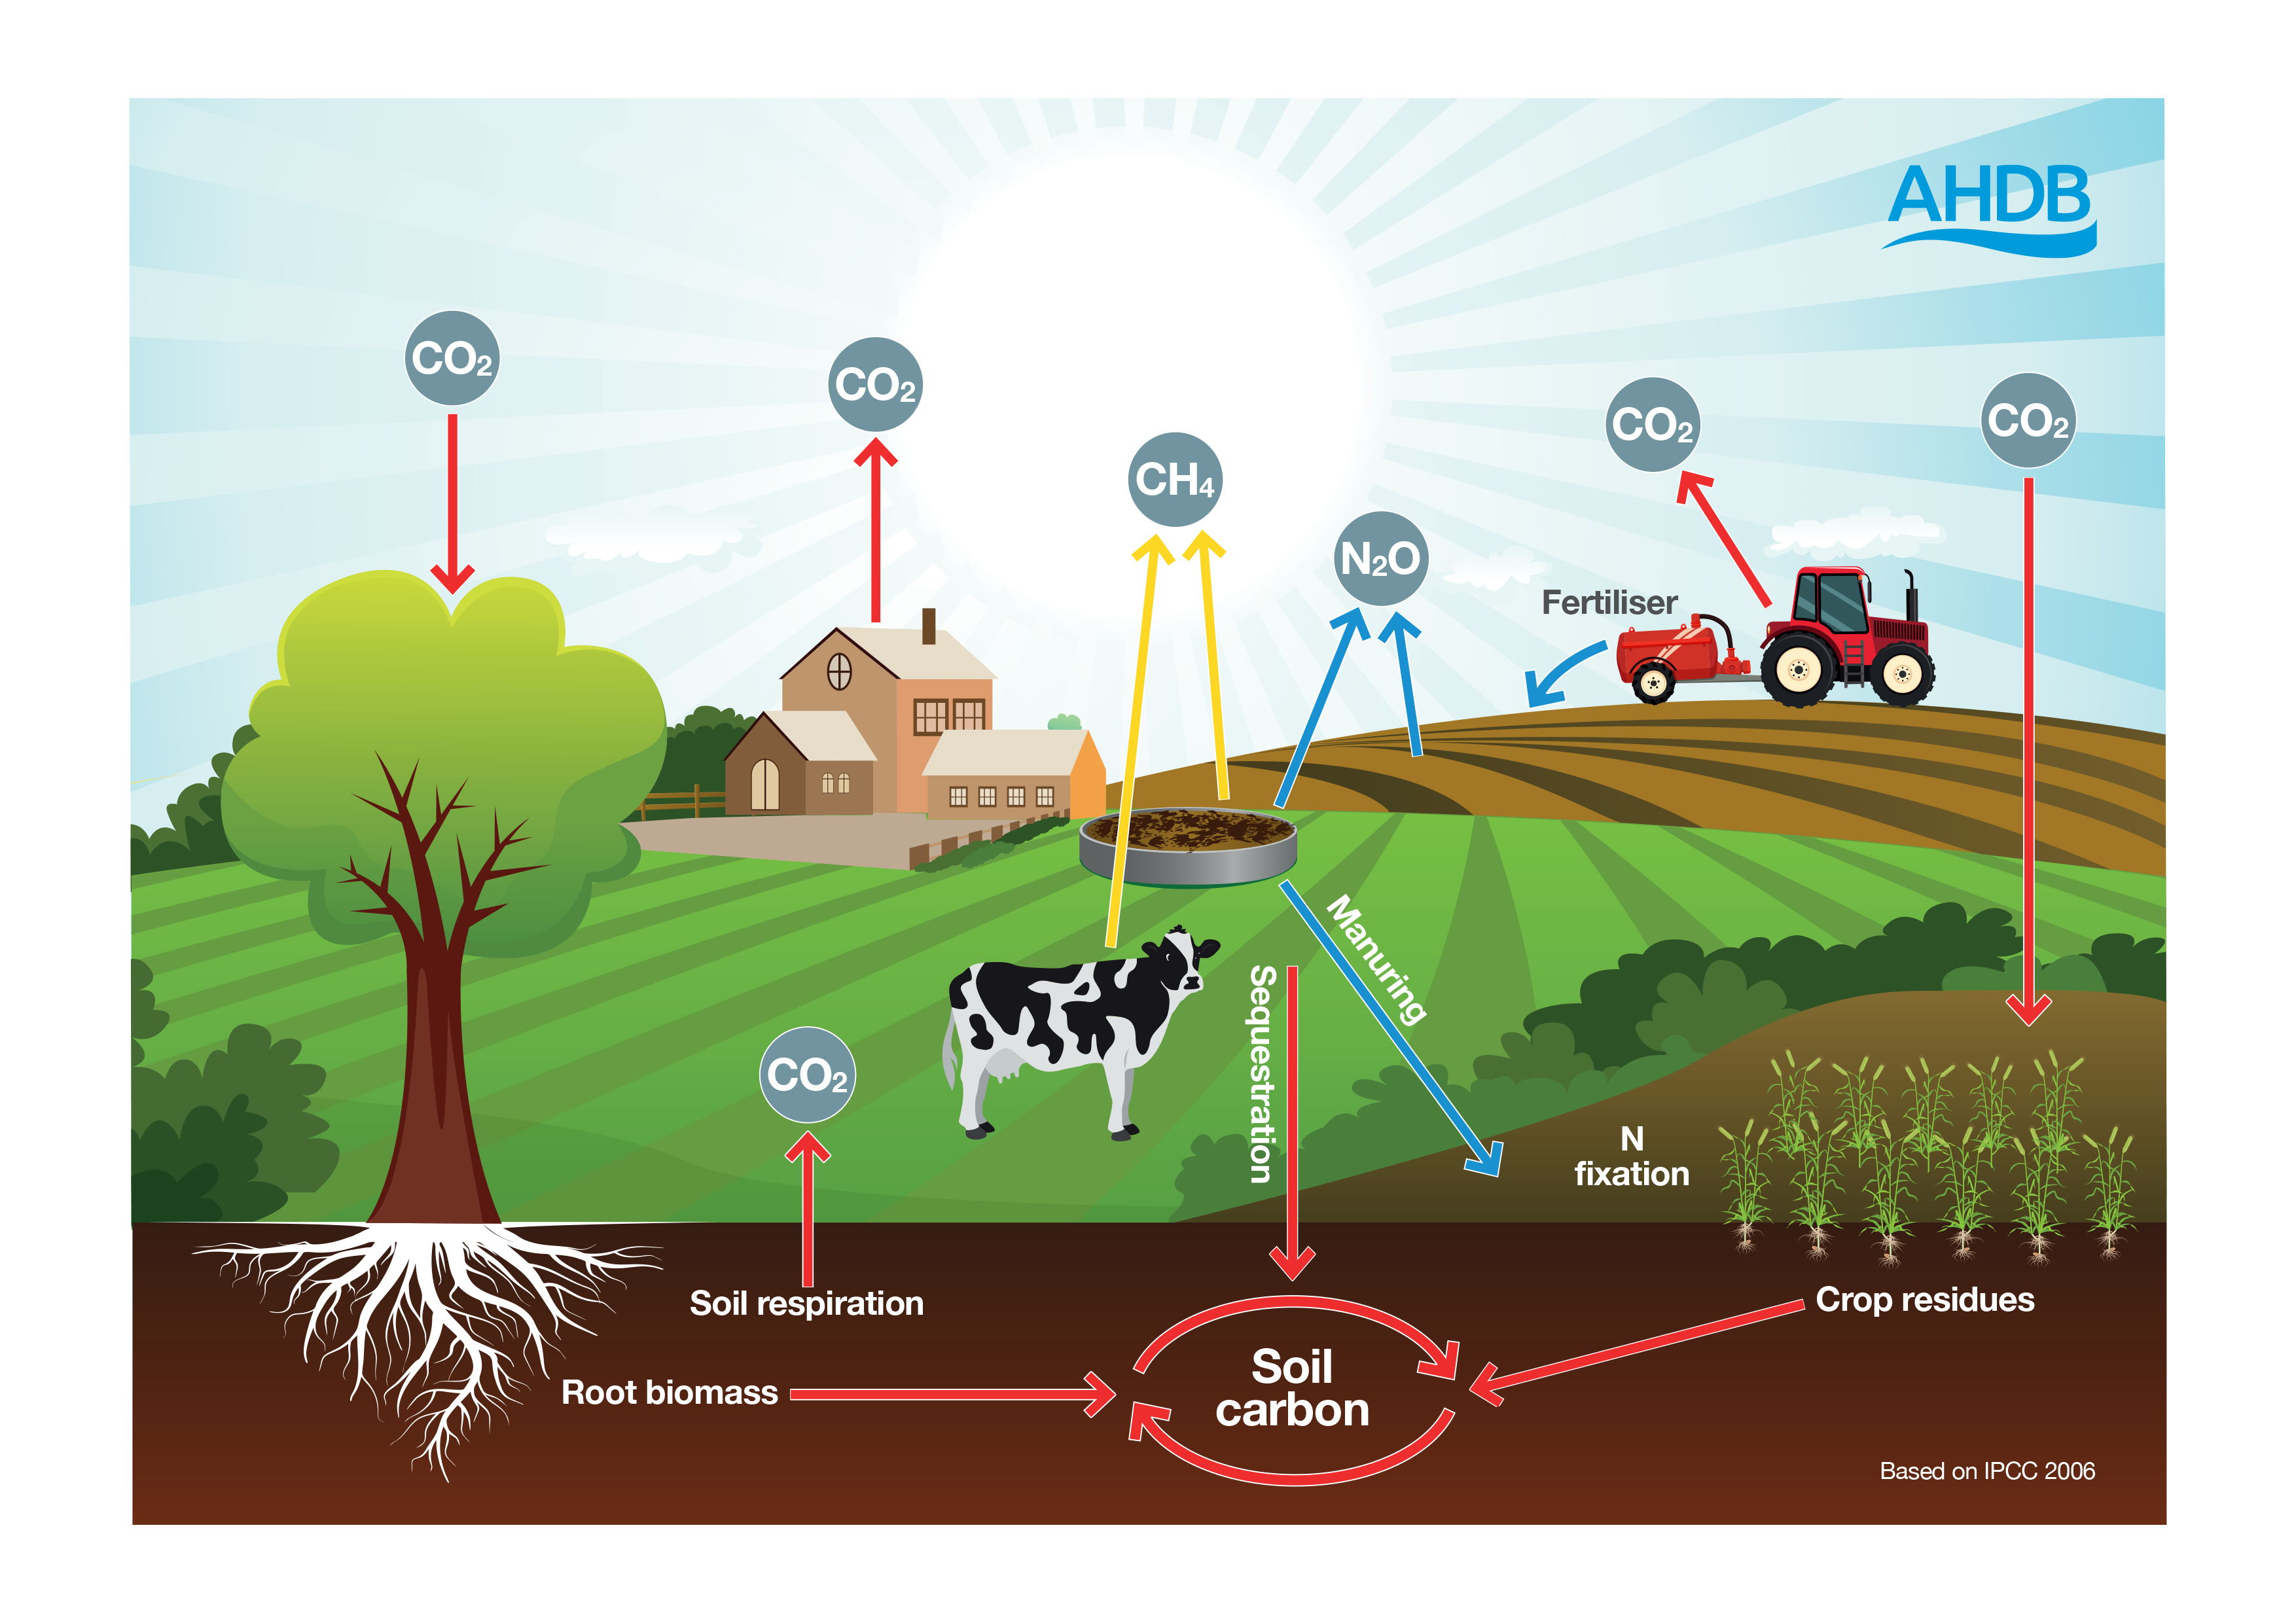 AHDB
CO₂
CO₂
CO₂
CO₂
CH₄
N₂O
Fertiliser
Manuring
Sequestration
CO₂
N
fixation
Soil respiration
Crop residues
Root biomass
Soil
carbon
Based on IPCC 2006